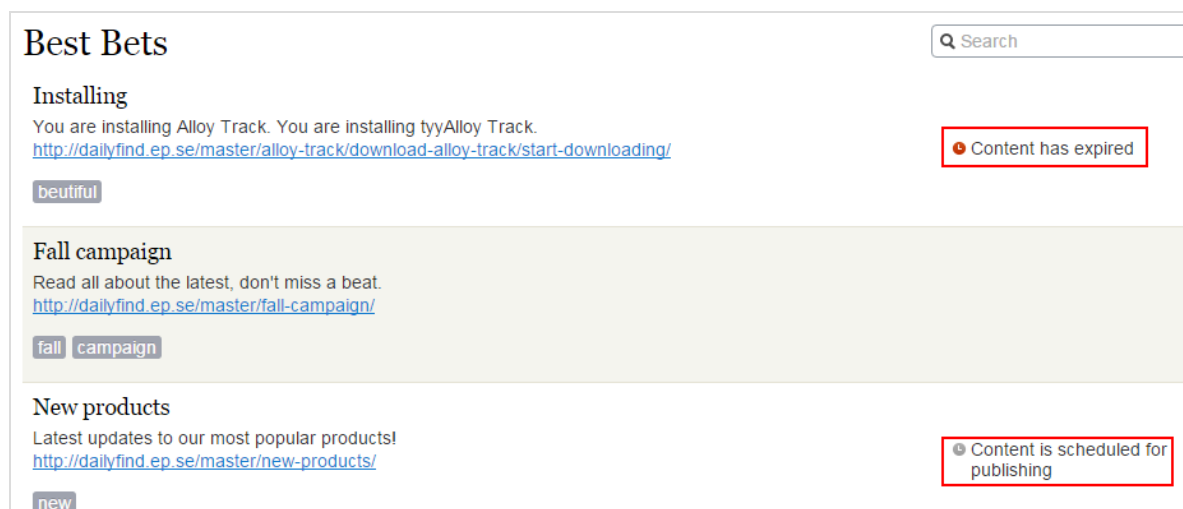 Best Bets
Search
Installing
You are installing Alloy Track. You are installing tyyAlloy Track.
http://dailyfind.ep.se/master/alloy-track/download-alloy-track/start-downloading/
Content has expired
beutiful
Fall campaign
Read all about the latest, don't miss a beat.
http://dailyfind.ep.se/master/fall-campaign/
fall campaign
New products
Latest updates to our most popular products!
http://dailyfind.ep.se/master/new-products/
Content is scheduled for
publishing
new